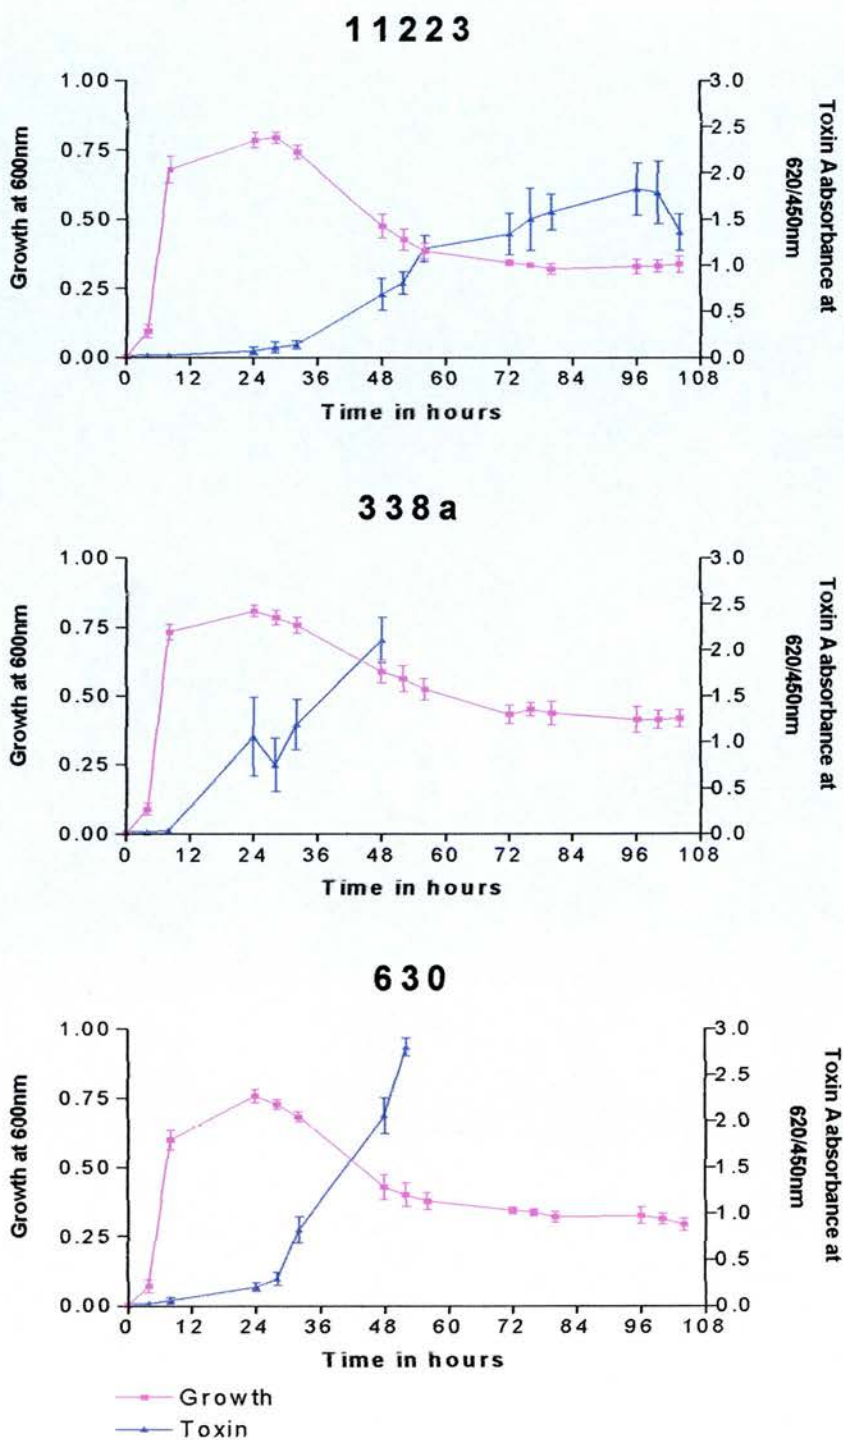 11223
1.00
0.75
0.50
0.25
0.00
3.0
2.5
2.0
1.5
1.0
0.5
0.0
Growth at 600nm
Toxin A absorbance at
620/450nm
0 12 24 36 48 60 72 84 96 108
Time in hours
338a
1.00
0.75
0.50
0.25
0.00
3.0
2.5
2.0
1.5
1.0
0.5
0.0
Growth at 600nm
Toxin A absorbance at
620/450nm
0 12 24 36 48 60 72 84 96 108
Time in hours
630
1.00
0.75
0.50
0.25
0.00
3.0
2.5
2.0
1.5
1.0
0.5
0.0
Growth at 600nm
Toxin A absorbance at
620/450nm
0 12 24 36 48 60 72 84 96 108
Time in hours
Growth
Toxin